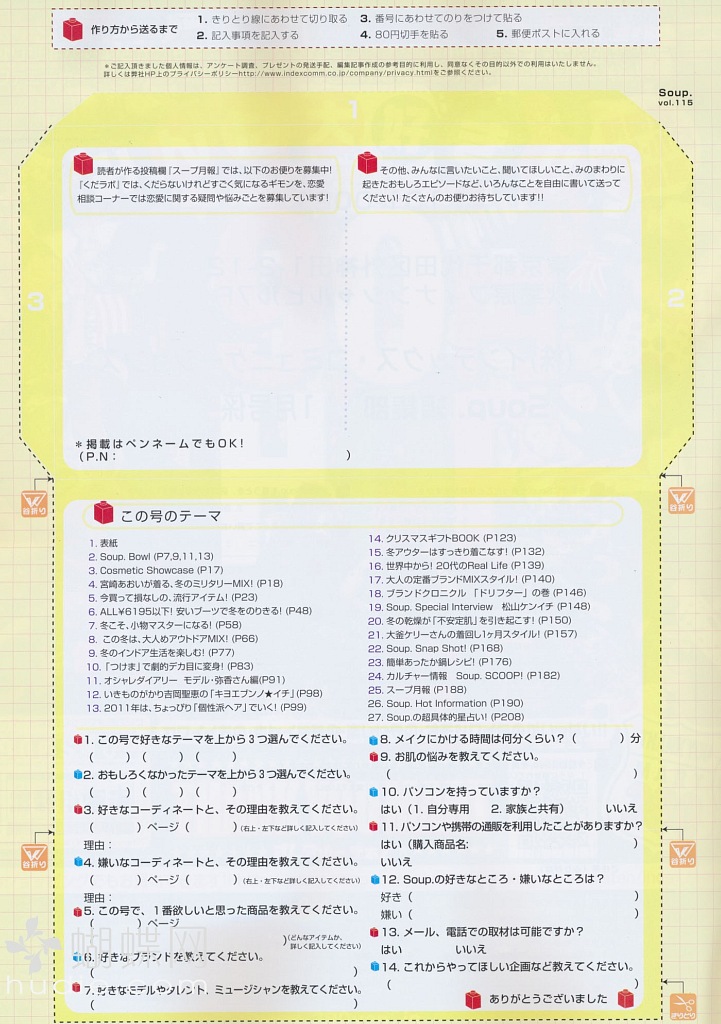 作り方から送るまで
1. きりとり線にあわせて切り取る 3. 番号にあわせてのりをつけて貼る
2. 記入事項を記入する 4. 80円切手を貼る 5. 郵便ポストに入れる
＊ご記入頂きました個人情報は、アンケート調査、プレゼントの発送手配、編集記事作成の参考目的に利用し、同意なくその目的以外での利用はいたしません。
詳しくは弊社HP上のプライバシーポリシーhttp://www.indexcomm.co.jp/company/privacy.htmlをご参照ください。
Soup.
vol.115
1
読者が作る投稿欄『スープ月報』では、以下のお便りを募集中!
『くだラボ』では、くだらないけれどすごく気になるギモンを、恋愛
相談コーナーでは恋愛に関する疑問や悩みごとを募集しています!
その他、みんなに言いたいこと、聞いてほしいこと、みのまわりに
起きたおもしろエピソードなど、いろんなことを自由に書いて送って
ください! たくさんのお便りお待ちしています!!
3
2
＊掲載はペンネームでもOK!
(P.N： )
谷折り
谷折り
この号のテーマ
1. 表紙
2. Soup. Bowl (P7,9,11,13)
3. Cosmetic Showcase (P17)
4. 宮﨑あおいが着る、冬のミリタリーMIX! (P18)
5. 今買って損なしの、流行アイテム! (P23)
6. ALL¥6195以下! 安いブーツで冬をのりきる! (P48)
7. 冬こそ、小物マスターになる! (P58)
8. この冬は、大人めアウトドアMIX! (P66)
9. 冬のインドア生活を楽しむ! (P77)
10. 「つけま」で劇的デカ目に変身! (P83)
11. オシャレダイアリー モデル・弥香さん編(P91)
12. いきものがかり吉岡聖恵の「キヨエブンノ★イチ」(P98)
13. 2011年は、ちょっぴり「個性派ヘア」でいく! (P99)
14. クリスマスギフトBOOK (P123)
15. 冬アウターはすっきり着こなす! (P132)
16. 世界中から! 20代のReal Life (P139)
17. 大人の定番ブランドMIXスタイル! (P140)
18. ブランドクロニクル 「ドリフター」の巻 (P146)
19. Soup. Special Interview 松山ケンイチ (P148)
20. 冬の乾燥が「不安定肌」を引き起こす! (P150)
21. 大釜ケリーさんの着回し1ヶ月スタイル! (P157)
22. Soup. Snap Shot! (P168)
23. 簡単あったか鍋レシピ! (P176)
24. カルチャー情報 Soup. SCOOP! (P182)
25. スープ月報 (P188)
26. Soup. Hot Information (P190)
27. Soup.の超具体的星占い! (P208)
1. この号で好きなテーマを上から3つ選んでください。
( ) ( ) ( )
2. おもしろくなかったテーマを上から3つ選んでください。
( ) ( ) ( )
3. 好きなコーディネートと、その理由を教えてください。
( )ページ( )(右上・左下など詳しく記入してください)
理由：
4. 嫌いなコーディネートと、その理由を教えてください。
( )ページ( )(右上・左下など詳しく記入してください)
理由：
5. この号で、1番欲しいと思った商品を教えてください。
( )ページ
( )(どんなアイテムか、
詳しく記入してください)
6. 好きなブランドを教えてください。
( )
7. 好きなモデルやタレント、ミュージシャンを教えてください。
( )
8. メイクにかける時間は何分くらい? ( )分
9. お肌の悩みを教えてください。
( )
10. パソコンを持っていますか?
はい (1. 自分専用 2. 家族と共有) いいえ
11. パソコンや携帯の通販を利用したことがありますか?
はい (購入商品名: )
いいえ
12. Soup.の好きなところ・嫌いなところは?
好き ( )
嫌い ( )
13. メール、電話での取材は可能ですか?
はい いいえ
14. これからやってほしい企画など教えてください。
( )
ありがとうございました
谷折り
谷折り
きりとり
蝴蝶网